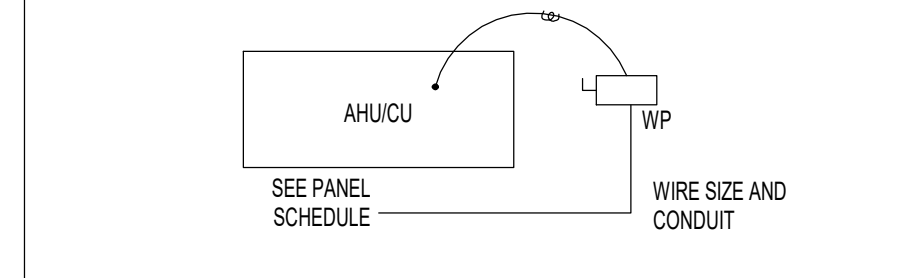 AHU/CU
WP
SEE PANEL
SCHEDULE
WIRE SIZE AND
CONDUIT